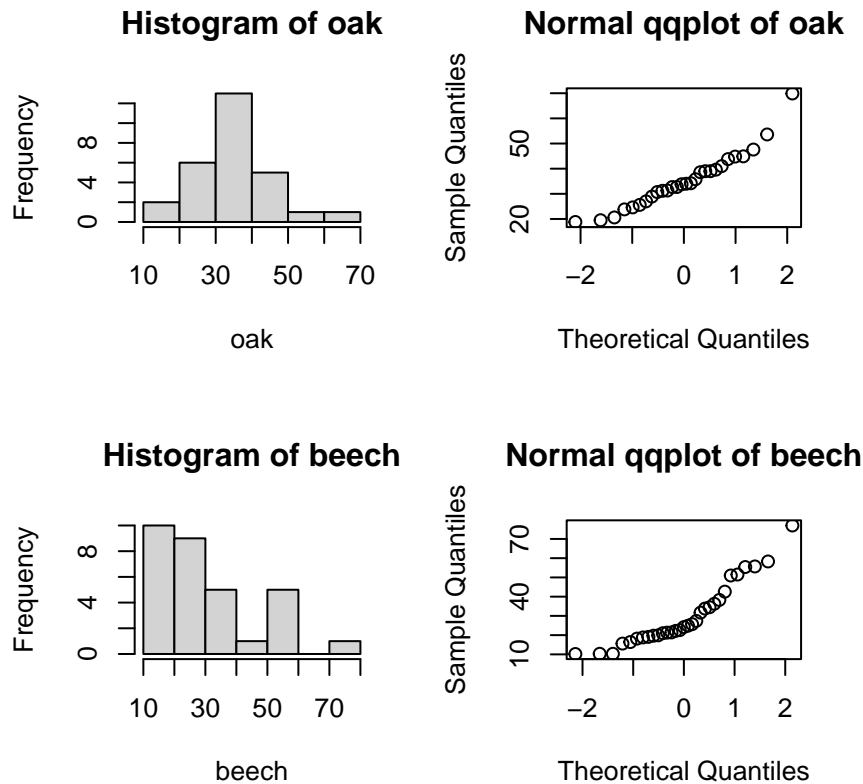 Histogram of oak
Frequency
0 4 8
10 30 50 70
oak
Normal qqplot of oak
Sample Quantiles
20 50
−2 0 1 2
Theoretical Quantiles
Histogram of beech
Frequency
0 4 8
10 30 50 70
beech
Normal qqplot of beech
Sample Quantiles
10 40 70
−2 0 1 2
Theoretical Quantiles